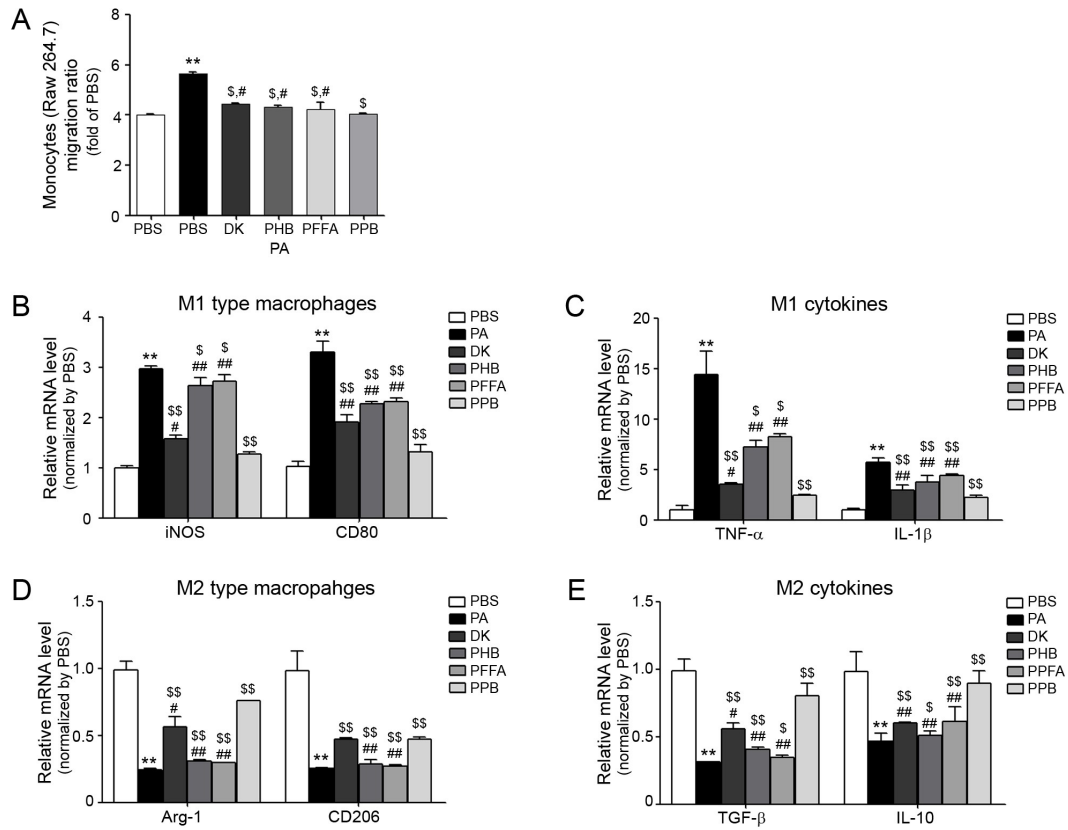 A
Monocytes (Raw 264.7)
migration ratio
(fold of PBS)
8
6
4
2
0
**
$,#
$,#
$,#
$
PBS
PBS
DK
PHB
PFFA
PPB
PA
B
M1 type macrophages
Relative mRNA level
(normalized by PBS)
4
3
2
1
0
**
$$
#
$
##
$
##
$$
**
$$
##
$$
##
$$
##
$$
iNOS
CD80
PBS
PA
DK
PHB
PFFA
PPB
C
M1 cytokines
Relative mRNA level
(normalized by PBS)
20
15
10
5
0
**
$$
#
$
##
$
##
$$
**
$$
##
$$
##
$$
##
$$
TNF-α
IL-1β
PBS
PA
DK
PHB
PFFA
PPB
D
M2 type macropahges
Relative mRNA level
(normalized by PBS)
1.5
1.0
0.5
0
**
$$
#
$$
##
$$
##
$$
**
$$
$$
##
$$
##
$$
Arg-1
CD206
PBS
PA
DK
PHB
PFFA
PPB
E
M2 cytokines
Relative mRNA level
(normalized by PBS)
1.5
1.0
0.5
0
**
$$
#
$$
##
$
##
$$
**
$$
##
$
##
$$
##
$$
TGF-β
IL-10
PBS
PA
DK
PHB
PPFA
PPB